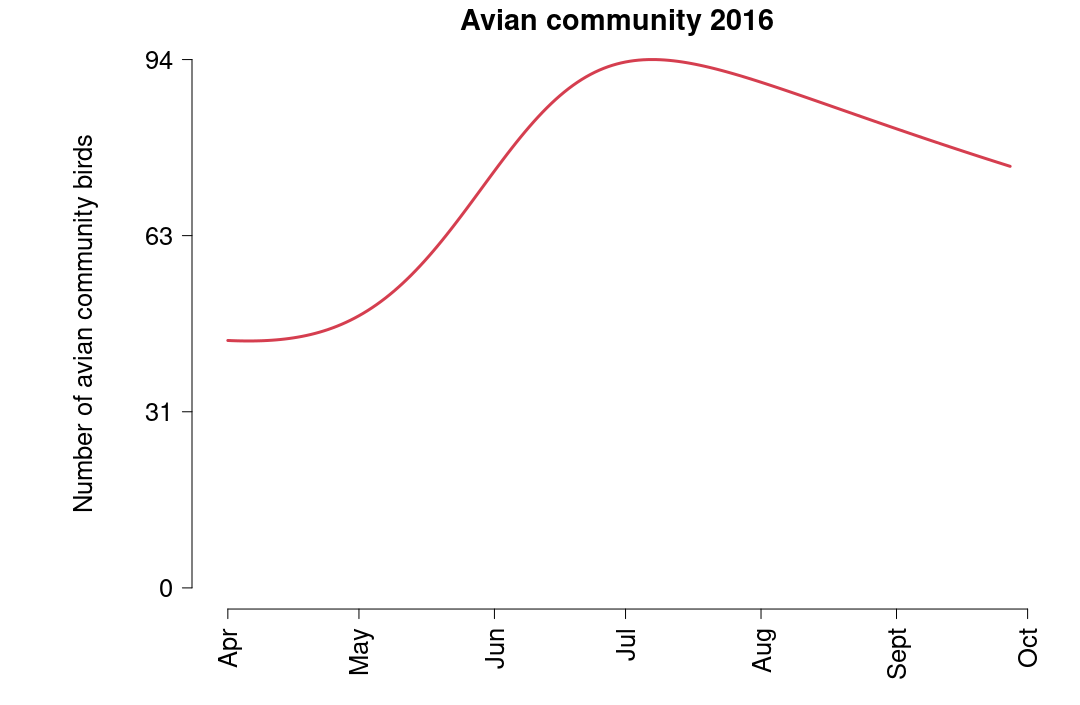 Avian community 2016
Number of avian community birds
94
63
31
0
Apr
May
Jun
Jul
Aug
Sept
Oct